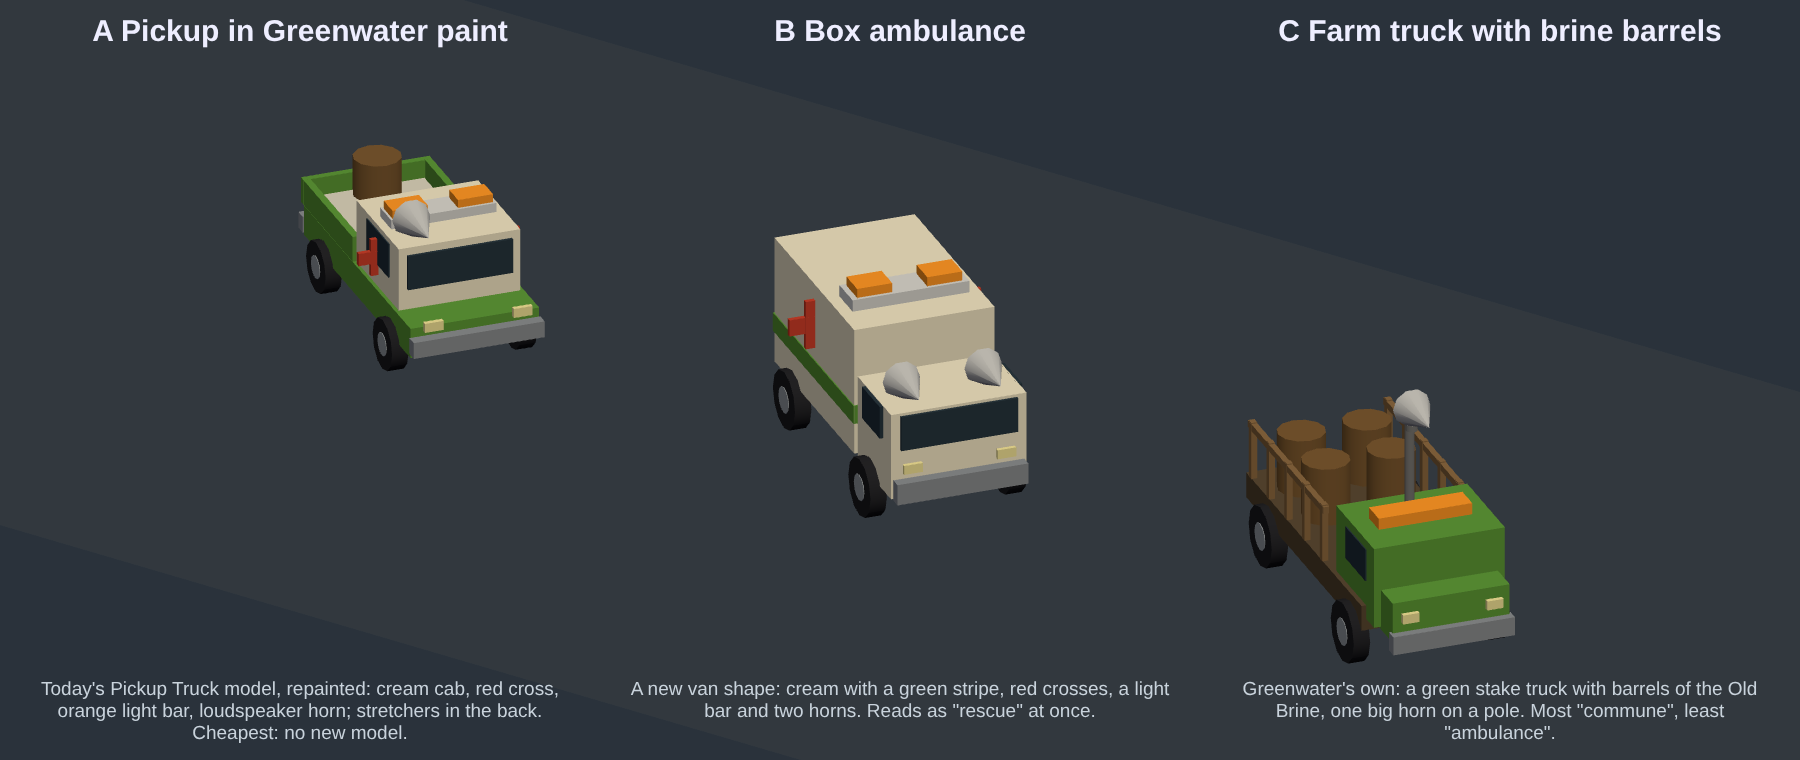 A Pickup in Greenwater paint
B Box ambulance
C Farm truck with brine barrels
Today's Pickup Truck model, repainted: cream cab, red cross,
orange light bar, loudspeaker horn; stretchers in the back.
Cheapest: no new model.
A new van shape: cream with a green stripe, red crosses, a light
bar and two horns. Reads as "rescue" at once.
Greenwater's own: a green stake truck with barrels of the Old
Brine, one big horn on a pole. Most "commune", least
"ambulance".